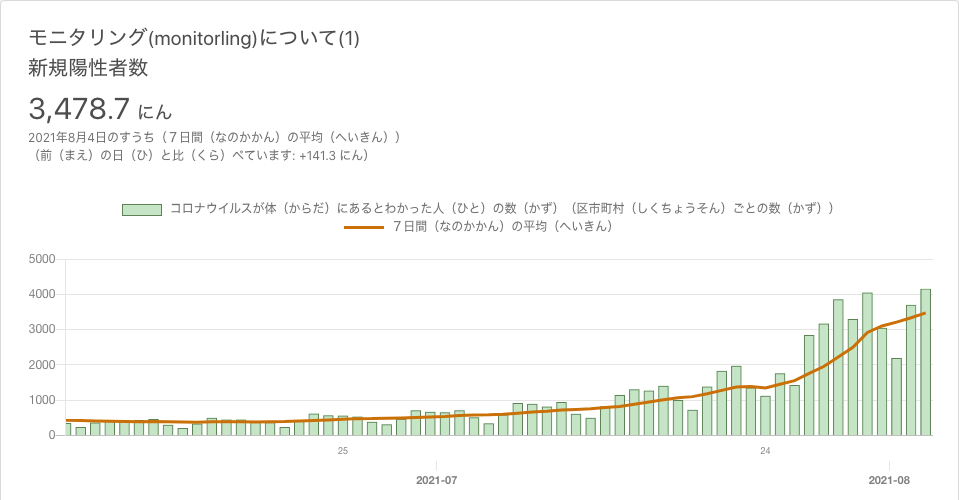 モニタリング(monitorling)について(1)
新規陽性者数
3,478.7 にん
2021年8月4日のすうち（７日間（なのかかん）の平均（へいきん））
（前（まえ）の日（ひ）と比（くら）べています: +141.3 にん）
コロナウイルスが体（からだ）にあるとわかった人（ひと）の数（かず）（区市町村（しくちょうそん）ごとの数（かず））
７日間（なのかかん）の平均（へいきん）
5000
4000
3000
2000
1000
0
25 24
2021-07 2021-08